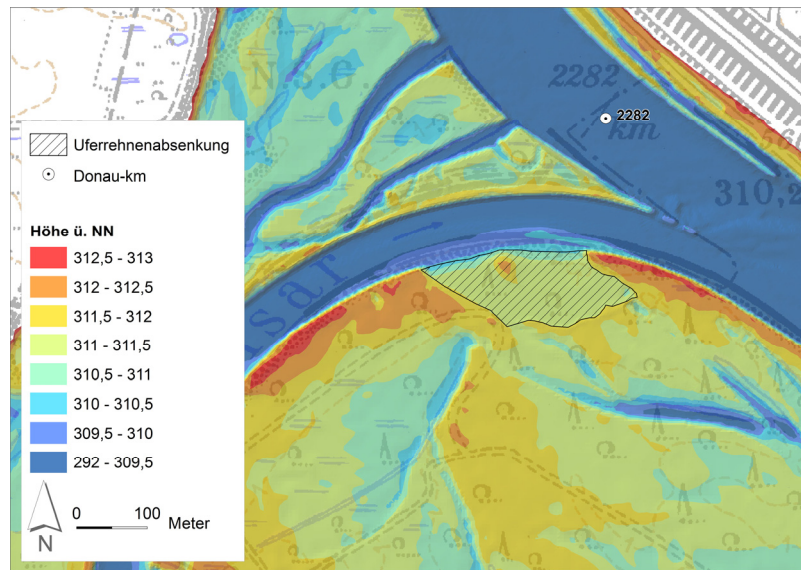 N.S.G.
2282
km
2282
310,2
Isar
Uferrehnenabsenkung
Donau-km
Höhe ü. NN
312,5 - 313
312 - 312,5
311,5 - 312
311 - 311,5
310,5 - 311
310 - 310,5
309,5 - 310
292 - 309,5
0 100 Meter
N